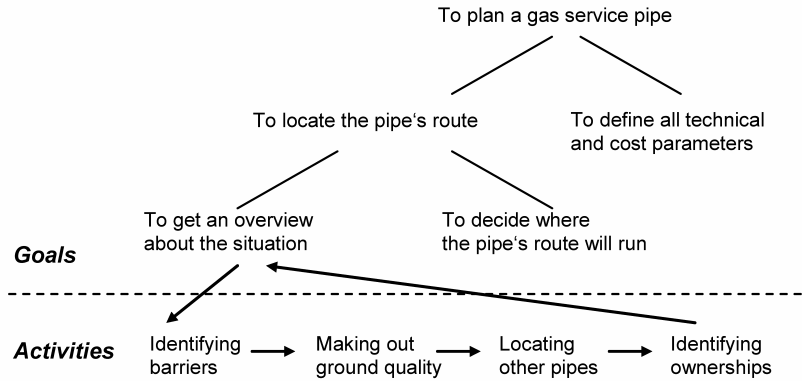 To plan a gas service pipe
To locate the pipe‘s route
To define all technical
and cost parameters
To get an overview
about the situation
To decide where
the pipe‘s route will run
Goals
Activities
Identifying
barriers
Making out
ground quality
Locating
other pipes
Identifying
ownerships